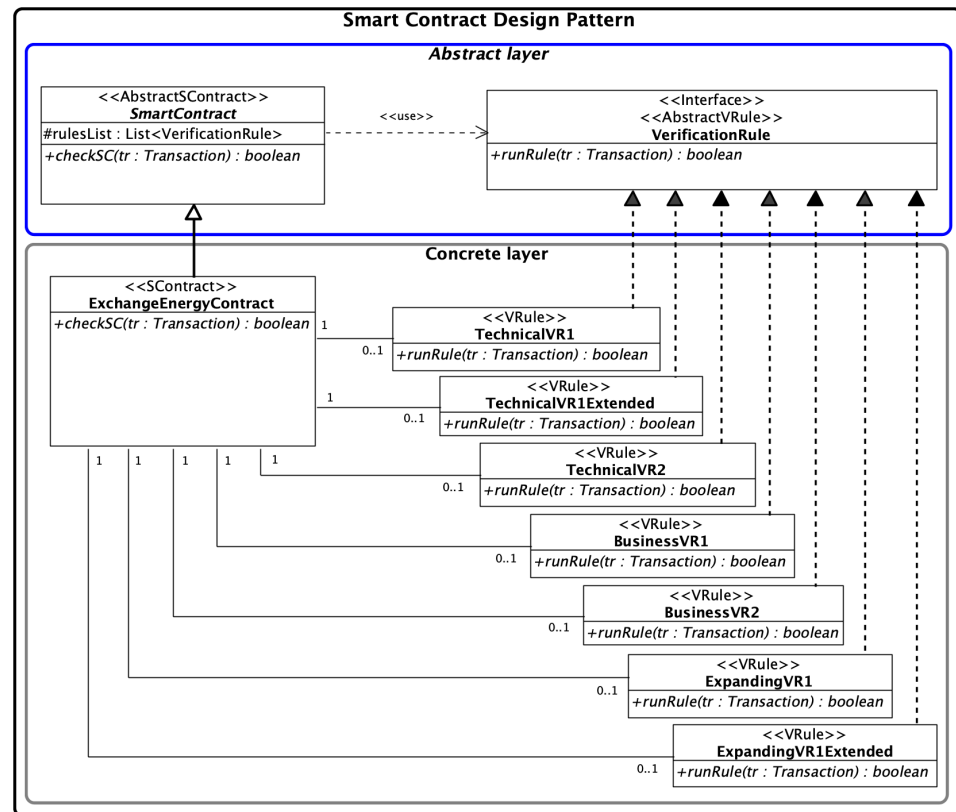 Smart Contract Design Pattern
Abstract layer
<<AbstractSContract>>
SmartContract
#rulesList : List<VerificationRule>
+checkSC(tr : Transaction) : boolean
<<use>>
<<Interface>>
<<AbstractVRule>>
VerificationRule
+runRule(tr : Transaction) : boolean
Concrete layer
<<SContract>>
ExchangeEnergyContract
+checkSC(tr : Transaction) : boolean
1
0..1
<<VRule>>
TechnicalVR1
+runRule(tr : Transaction) : boolean
1
0..1
<<VRule>>
TechnicalVR1Extended
+runRule(tr : Transaction) : boolean
1
1
1
1
1
0..1
<<VRule>>
TechnicalVR2
+runRule(tr : Transaction) : boolean
0..1
<<VRule>>
BusinessVR1
+runRule(tr : Transaction) : boolean
0..1
<<VRule>>
BusinessVR2
+runRule(tr : Transaction) : boolean
0..1
<<VRule>>
ExpandingVR1
+runRule(tr : Transaction) : boolean
0..1
<<VRule>>
ExpandingVR1Extended
+runRule(tr : Transaction) : boolean